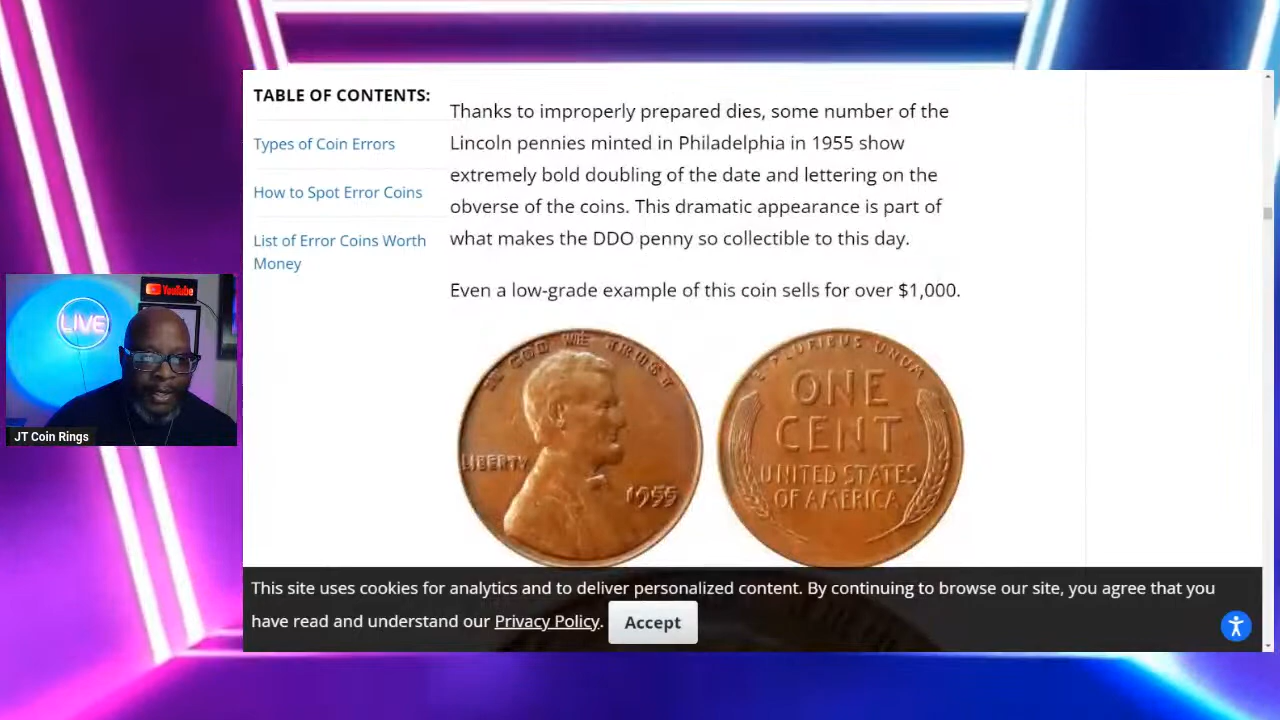 TABLE OF CONTENTS:
Types of Coin Errors
How to Spot Error Coins
List of Error Coins Worth
Money
Thanks to improperly prepared dies, some number of the
Lincoln pennies minted in Philadelphia in 1955 show
extremely bold doubling of the date and lettering on the
obverse of the coins. This dramatic appearance is part of
what makes the DDO penny so collectible to this day.
Even a low-grade example of this coin sells for over $1,000.
IN GOD WE TRUST
LIBERTY
1955
E PLURIBUS UNUM
ONE
CENT
UNITED STATES
OF AMERICA
YouTube
LIVE
JT Coin Rings
This site uses cookies for analytics and to deliver personalized content. By continuing to browse our site, you agree that you
have read and understand our Privacy Policy.
Accept